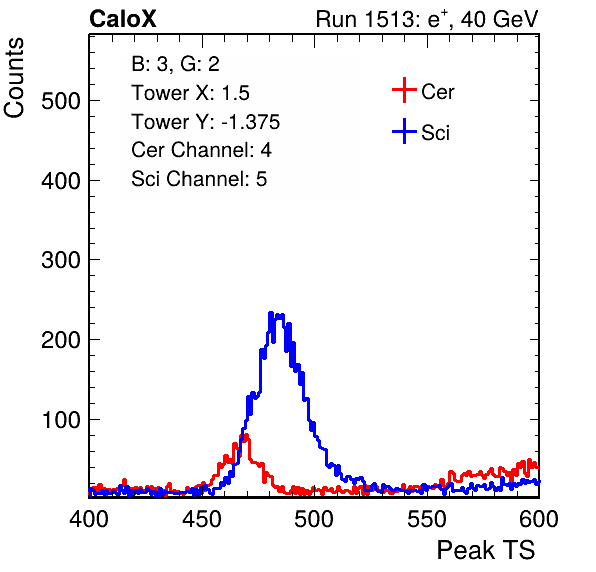 CaloX Run 1513: e⁺, 40 GeV
Counts
B: 3, G: 2
Tower X: 1.5
Tower Y: -1.375
Cer Channel: 4
Sci Channel: 5
Cer
Sci
500
400
300
200
100
400 450 500 550 600
Peak TS